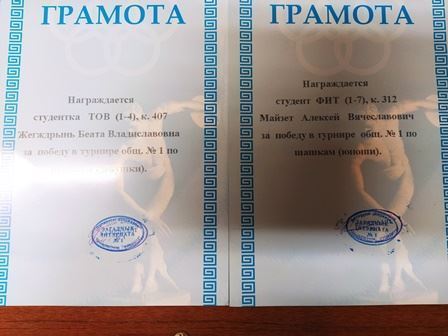 ГРАМОТА
Награждается
студентка ТОВ (1-4), к. 407
Жегждрынь Беата Владиславовна
за победу в турнире общ. № 1 по
ГРАМОТА
Награждается
студент ФИТ (1-7), к. 312
Майзет Алексей Вячеславович
за победу в турнире общ. № 1 по
шашкам (юноши).